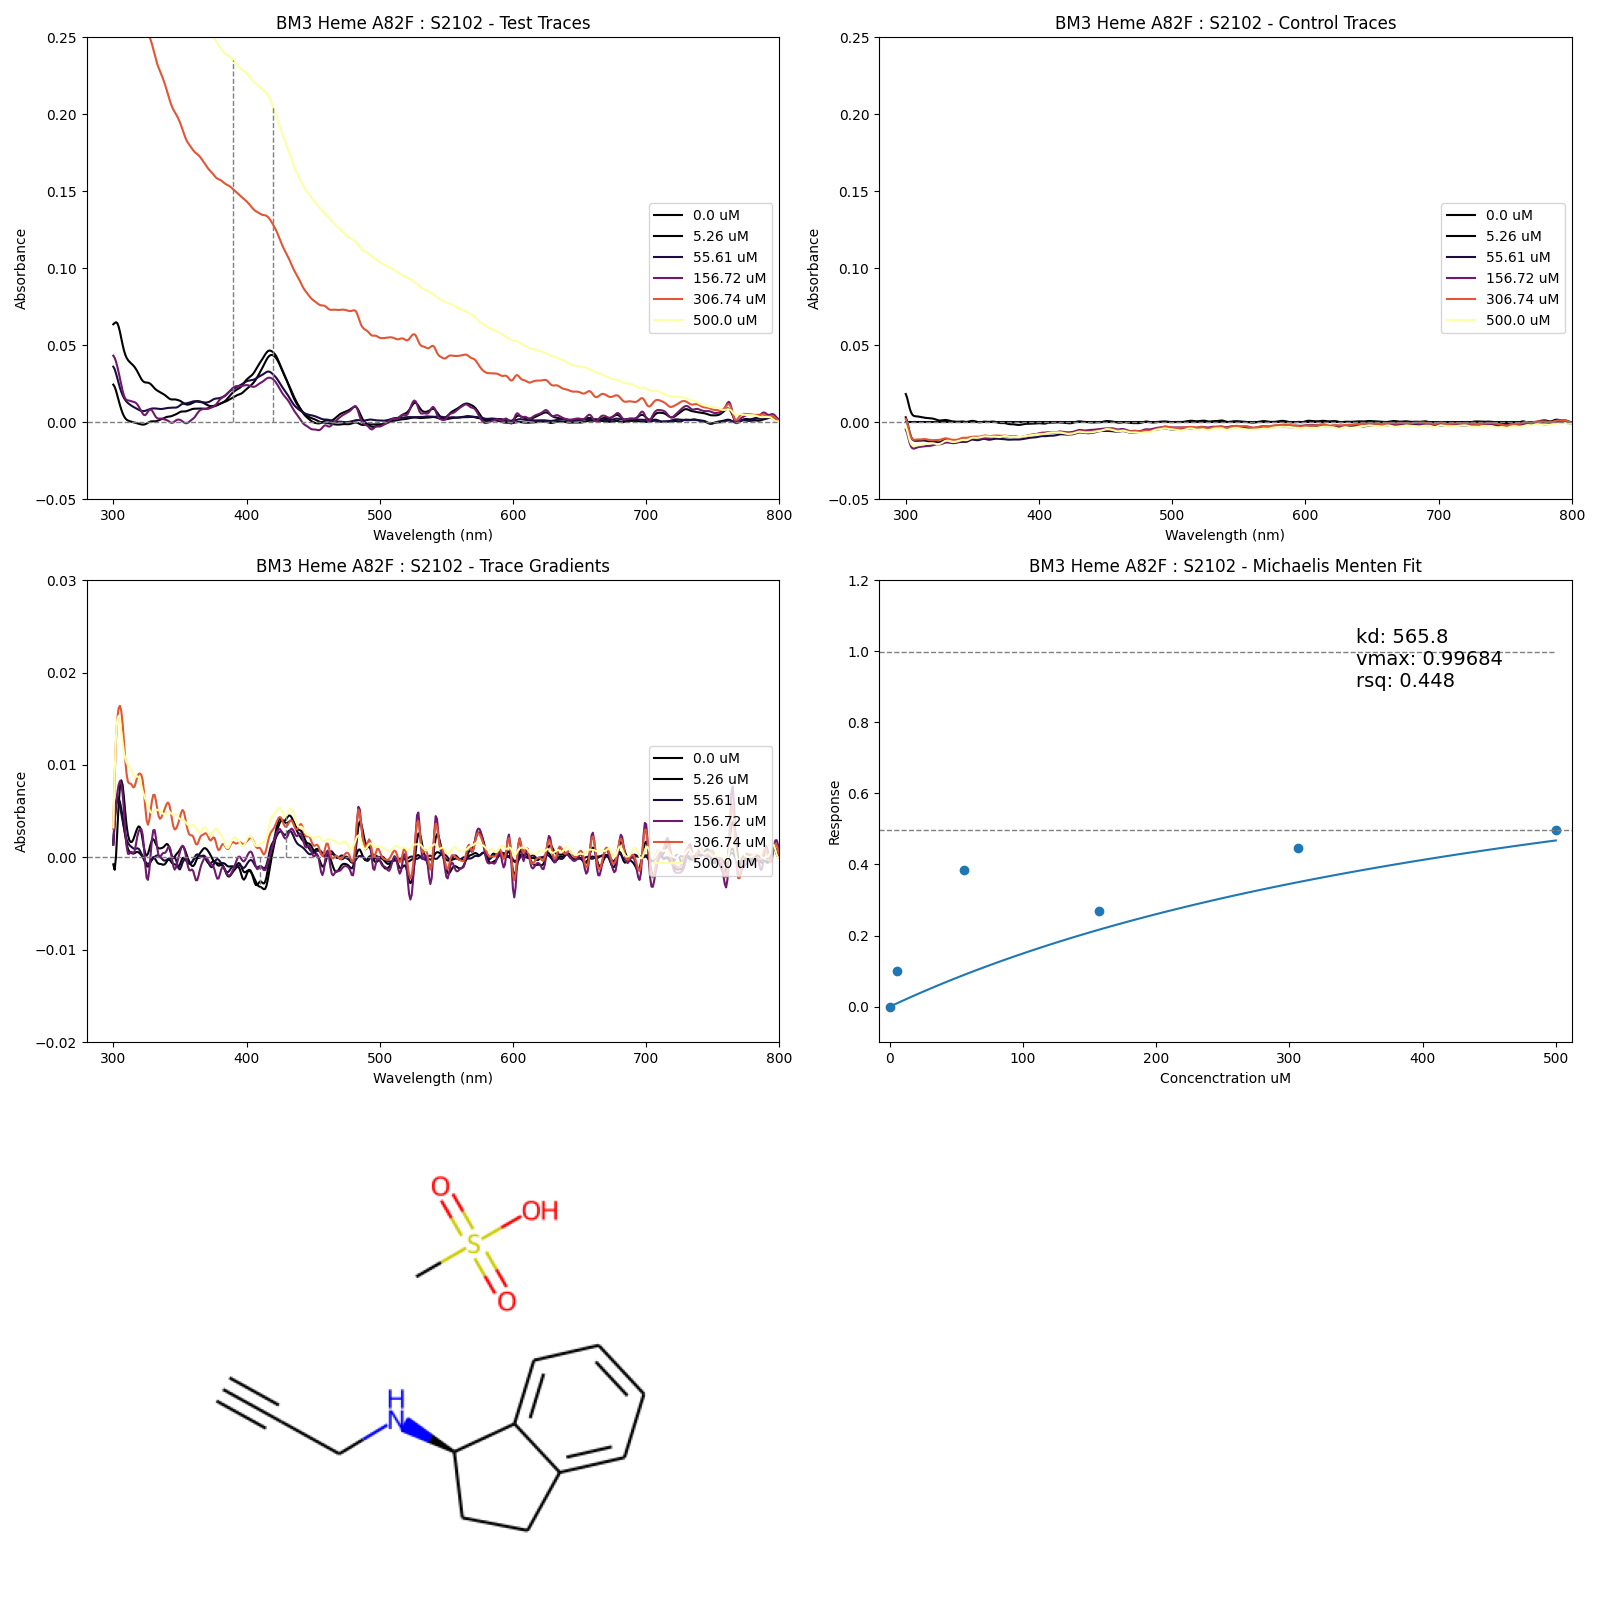 BM3 Heme A82F : S2102 - Test Traces
0.25
0.20
0.15
0.10
0.05
0.00
−0.05
Absorbance
300 400 500 600 700 800
Wavelength (nm)
0.0 uM
5.26 uM
55.61 uM
156.72 uM
306.74 uM
500.0 uM
BM3 Heme A82F : S2102 - Control Traces
0.25
0.20
0.15
0.10
0.05
0.00
−0.05
Absorbance
300 400 500 600 700 800
Wavelength (nm)
0.0 uM
5.26 uM
55.61 uM
156.72 uM
306.74 uM
500.0 uM
BM3 Heme A82F : S2102 - Trace Gradients
0.03
0.02
0.01
0.00
−0.01
−0.02
Absorbance
300 400 500 600 700 800
Wavelength (nm)
0.0 uM
5.26 uM
55.61 uM
156.72 uM
306.74 uM
500.0 uM
BM3 Heme A82F : S2102 - Michaelis Menten Fit
1.2
1.0
0.8
0.6
0.4
0.2
0.0
Response
0 100 200 300 400 500
Concenctration uM
kd: 565.8
vmax: 0.99684
rsq: 0.448
O
OH
S
O
H
N